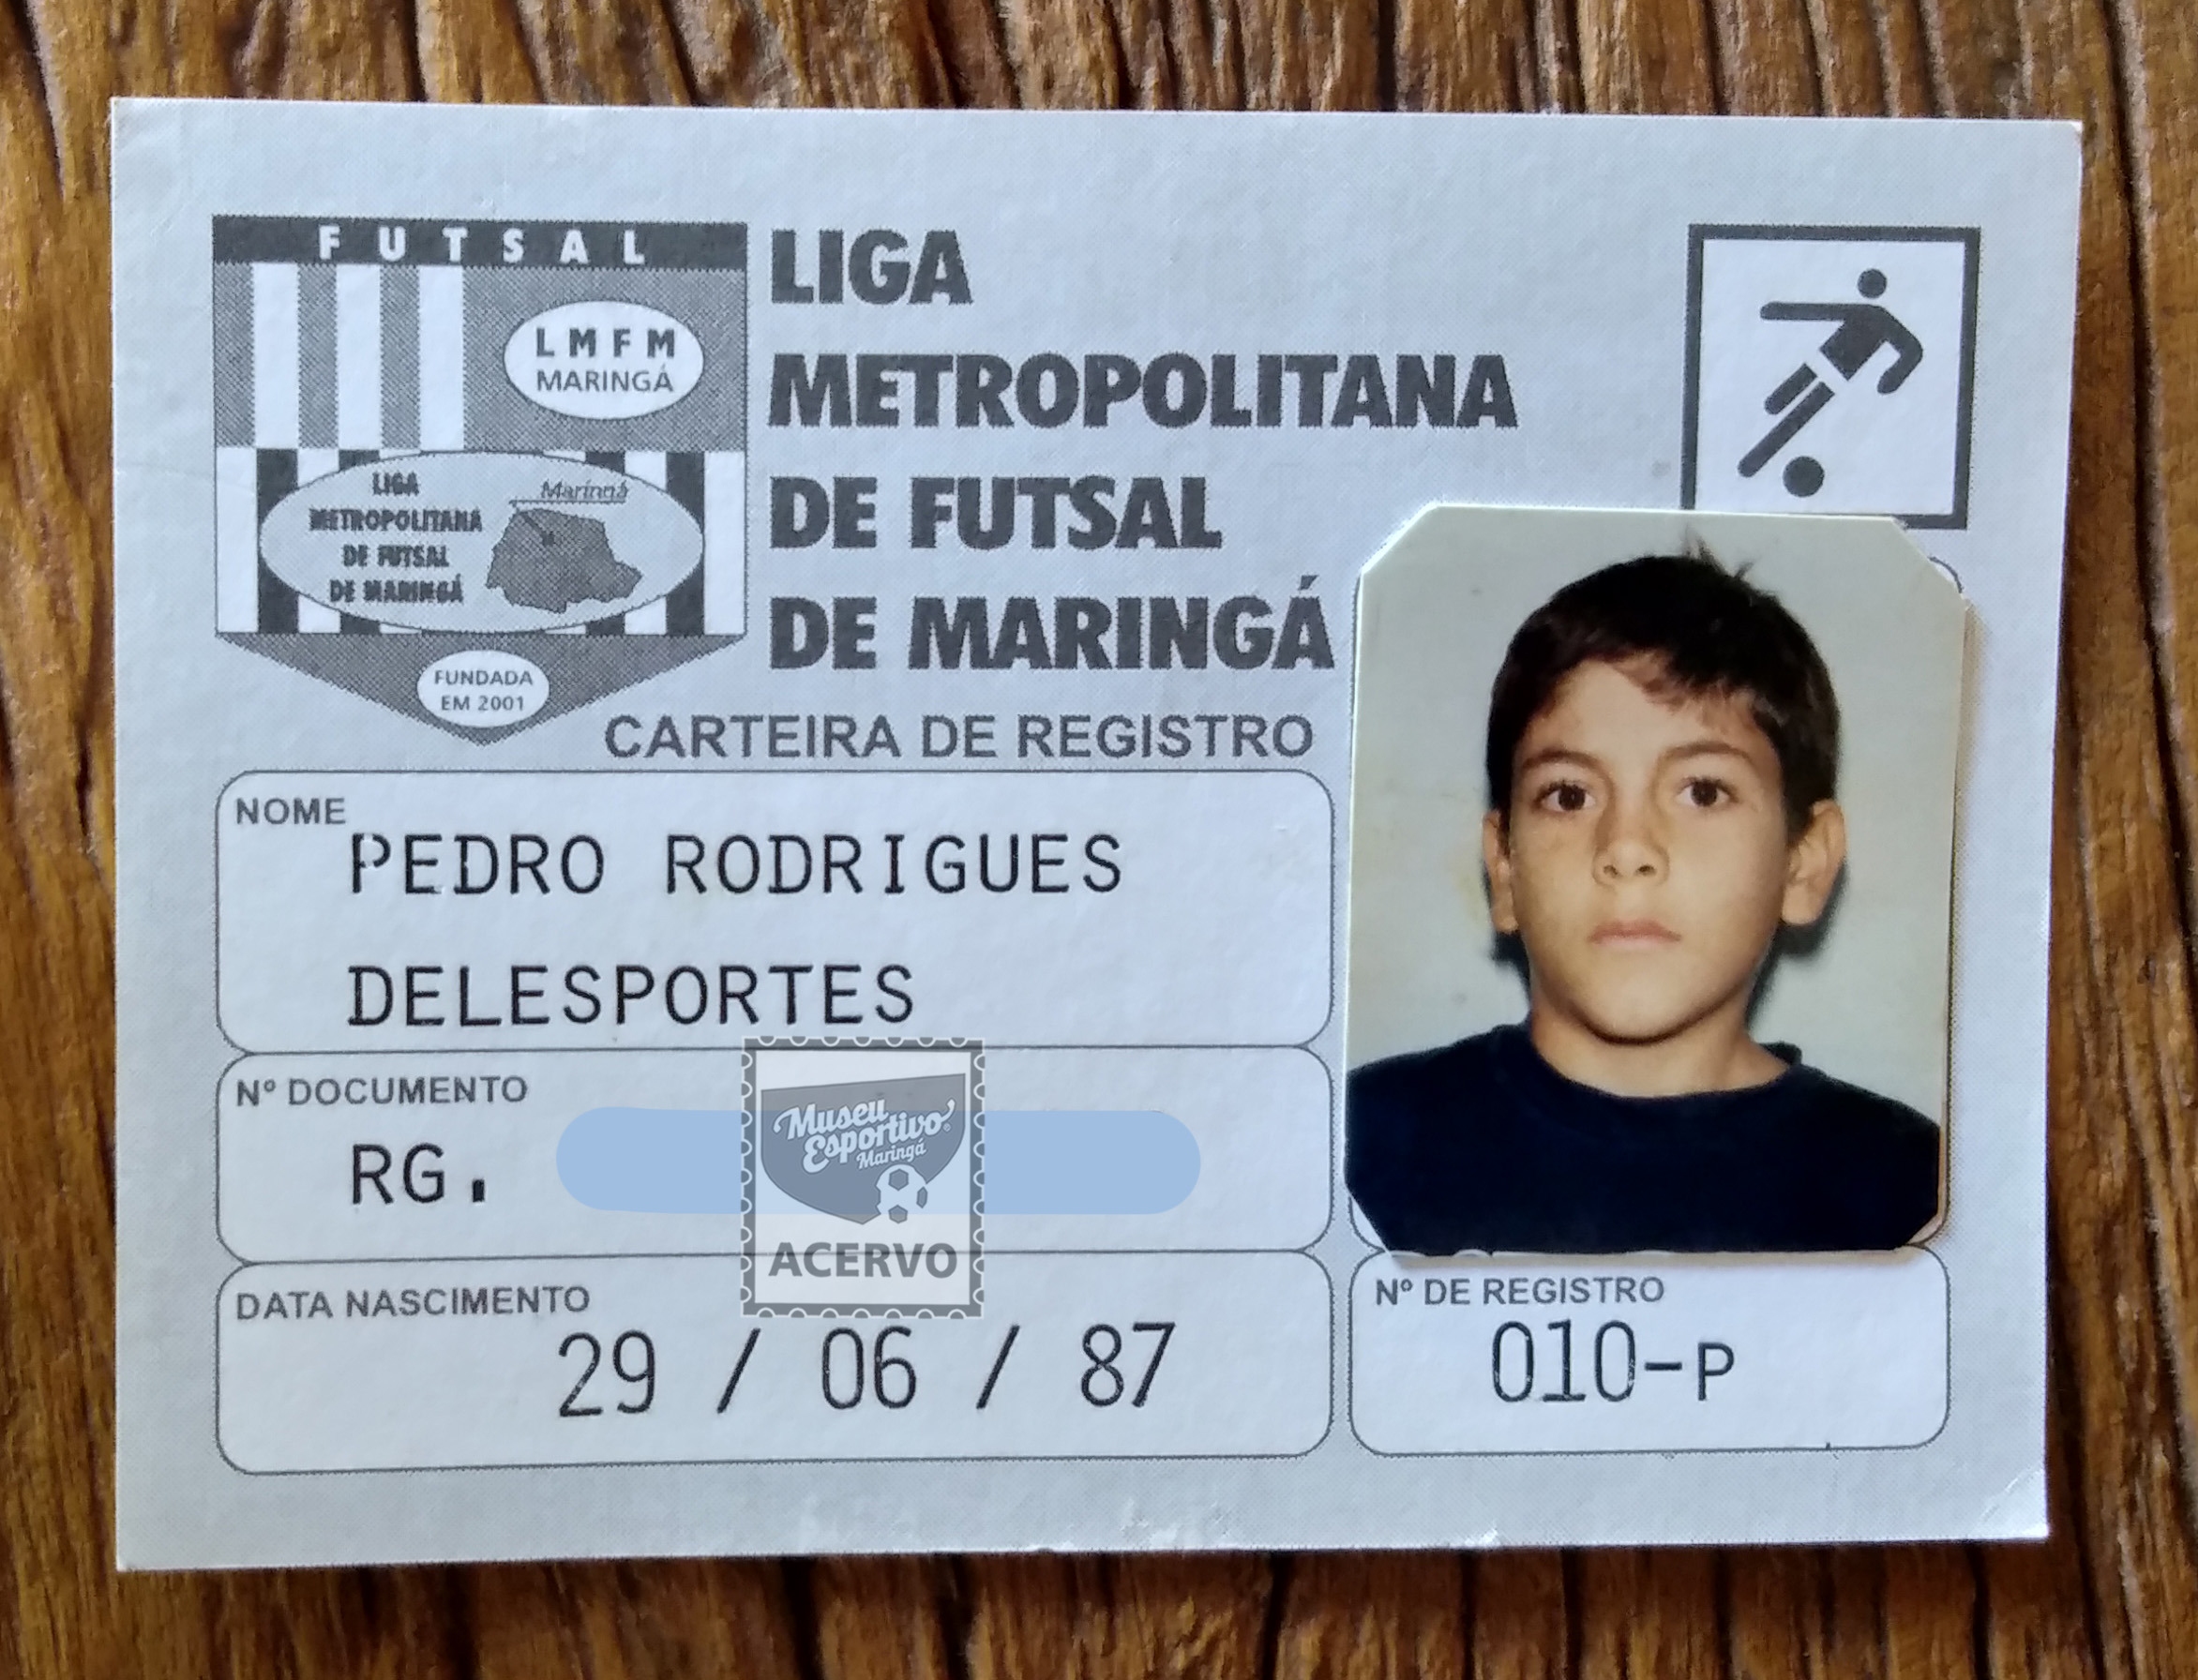 FUTSAL
LMFM
MARINGÁ
LIGA
METROPOLITANA
DE FUTSAL
DE MARINGÁ
Maringá
M
FUNDADA
EM 2001
LIGA
METROPOLITANA
DE FUTSAL
DE MARINGÁ
CARTEIRA DE REGISTRO
NOME
PEDRO RODRIGUES
DELESPORTES
Nº DOCUMENTO
RG.
Museu
Esportivo
Maringá
ACERVO
DATA NASCIMENTO
29 / 06 / 87
Nº DE REGISTRO
010-P